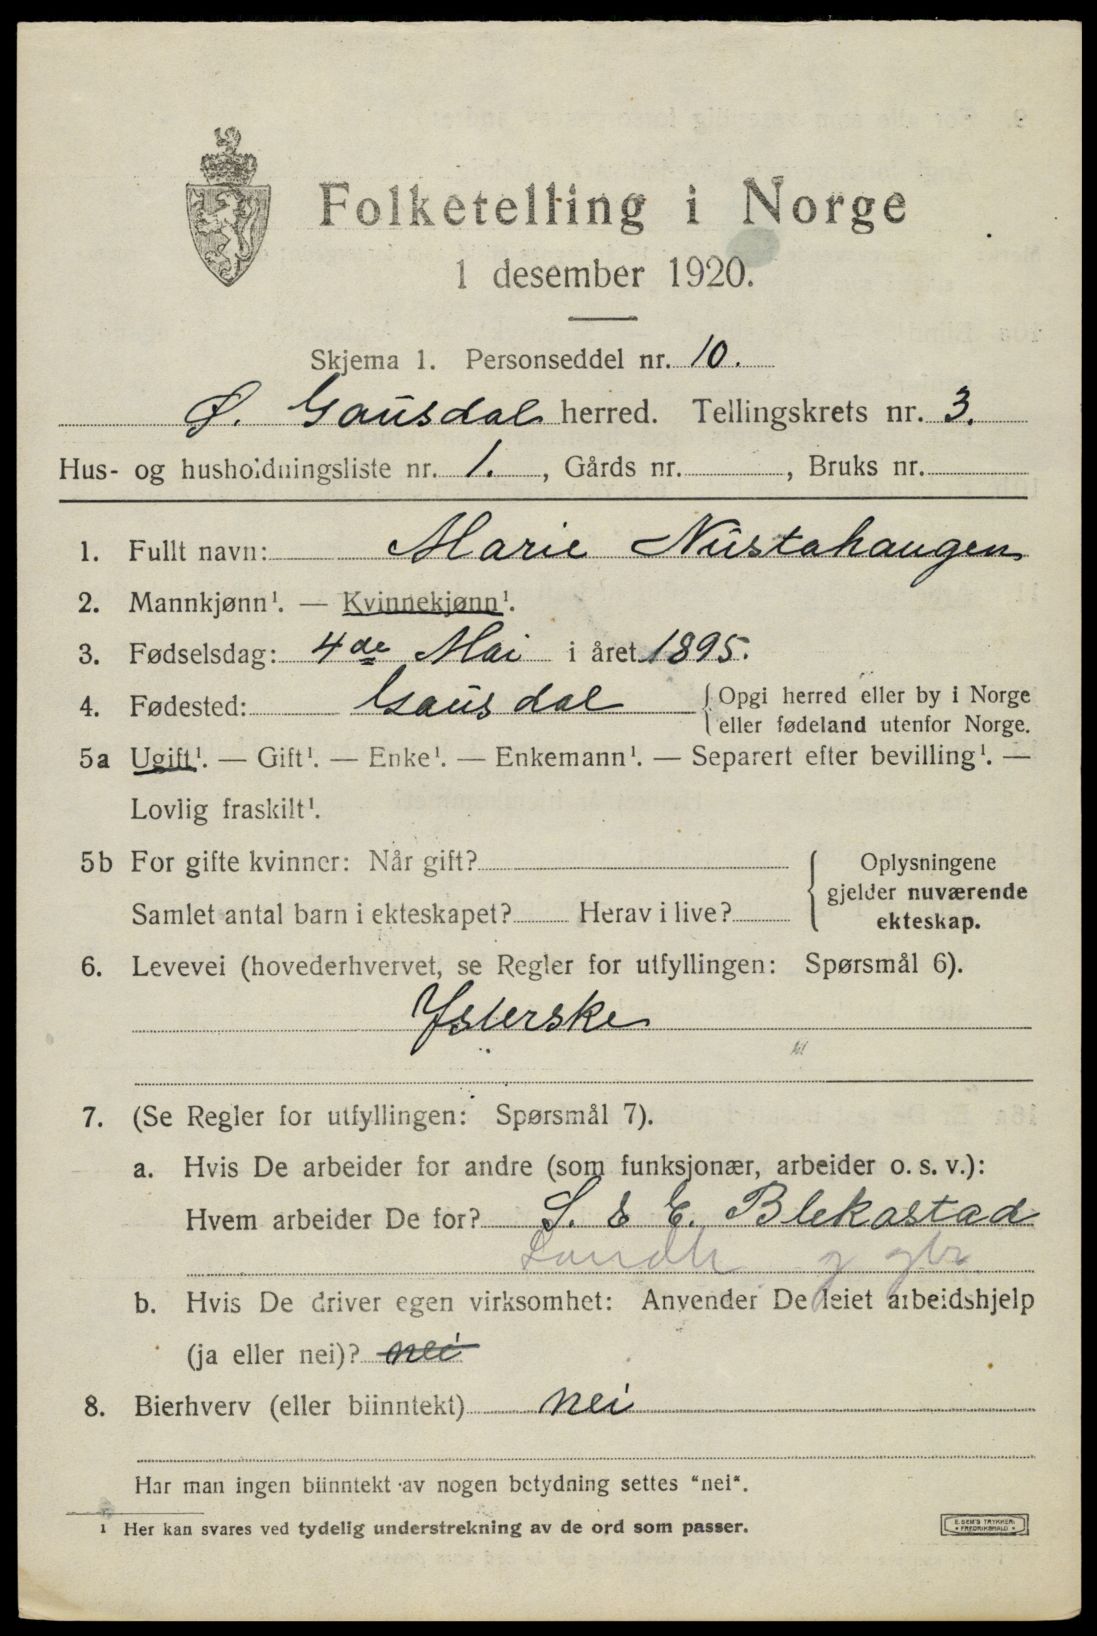 Folketelling i Norge
1 desember 1920.
Skjema 1. Personseddel nr. 10.
Ø. Gausdal herred. Tellingskrets nr. 3.
Hus- og husholdningsliste nr. 1. , Gårds nr. , Bruks nr.
1. Fullt navn: Marie Nustahaugen
2. Mannkjønn¹. — Kvinnekjønn¹.
3. Fødselsdag: 4de Mai i året 1895.
4. Fødested: Gausdal {Opgi herred eller by i Norge
eller fødeland utenfor Norge.
5a Ugift¹. — Gift¹. — Enke¹. — Enkemann¹. — Separert efter bevilling¹. —
Lovlig fraskilt¹.
5b For gifte kvinner: Når gift?
Samlet antal barn i ekteskapet? Herav i live?
{ Oplysningene
gjelder nuværende
ekteskap.
6. Levevei (hovederhvervet, se Regler for utfyllingen: Spørsmål 6).
Ysterske
7. (Se Regler for utfyllingen: Spørsmål 7).
a. Hvis De arbeider for andre (som funksjonær, arbeider o. s. v.):
Hvem arbeider De for? S. & E. Blekastad
Landh
b. Hvis De driver egen virksomhet: Anvender De leiet arbeidshjelp
(ja eller nei)? nei
8. Bierhverv (eller biinntekt) nei
Har man ingen biinntekt av nogen betydning settes "nei".
¹ Her kan svares ved tydelig understrekning av de ord som passer.
E. SEM'S TRYKKERI
FREDRIKSHALD